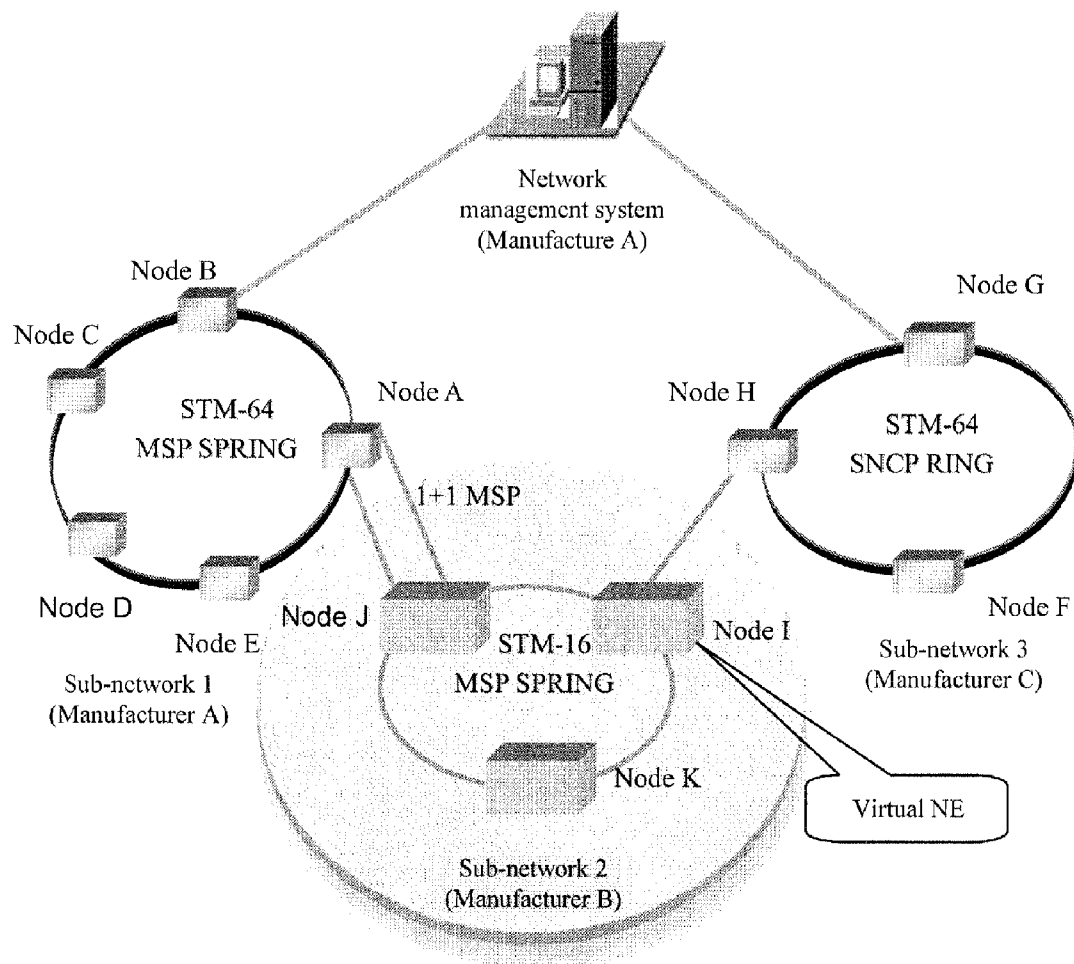 Network
management system
(Manufacture A)
Node B
Node G
Node C
Node A
Node H
STM-64
MSP SPRING
STM-64
SNCP RING
1+1 MSP
Node D
Node J
Node I
Node F
Node E
STM-16
MSP SPRING
Sub-network 1
(Manufacturer A)
Sub-network 3
(Manufacturer C)
Node K
Virtual NE
Sub-network 2
(Manufacturer B)